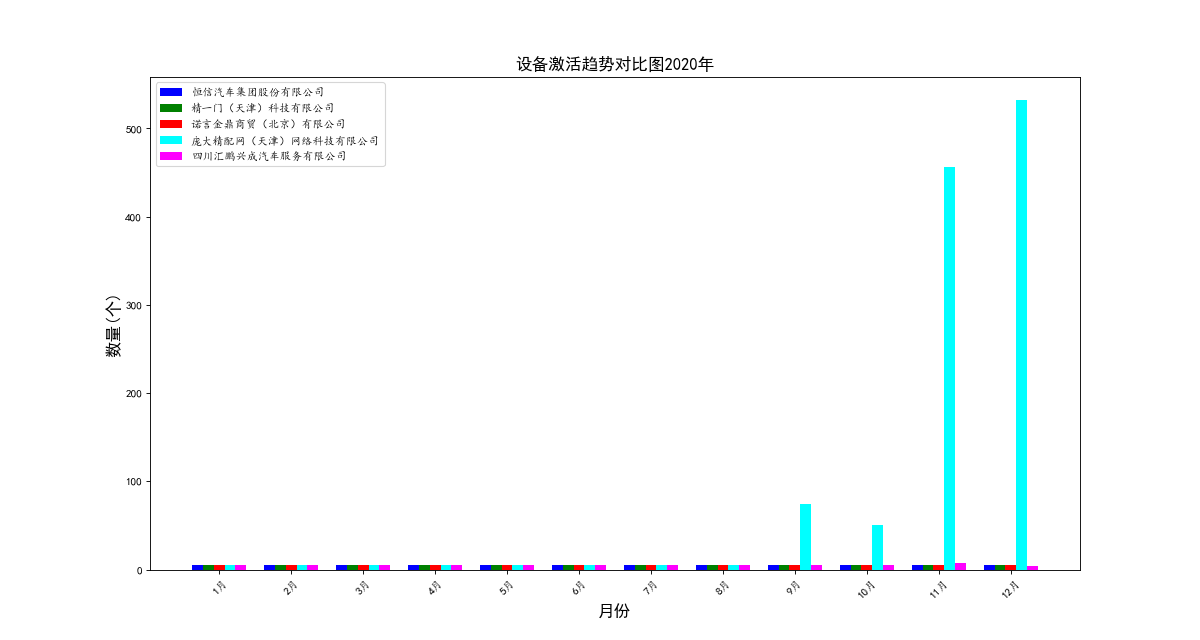 设备激活趋势对比图2020年
恒信汽车集团股份有限公司
精一门（天津）科技有限公司
诺言金鼎商贸（北京）有限公司
庞大精配网（天津）网络科技有限公司
四川汇鹏兴成汽车服务有限公司
数量(个)
500
400
300
200
100
0
1月
2月
3月
4月
5月
6月
7月
8月
9月
10月
11月
12月
月份